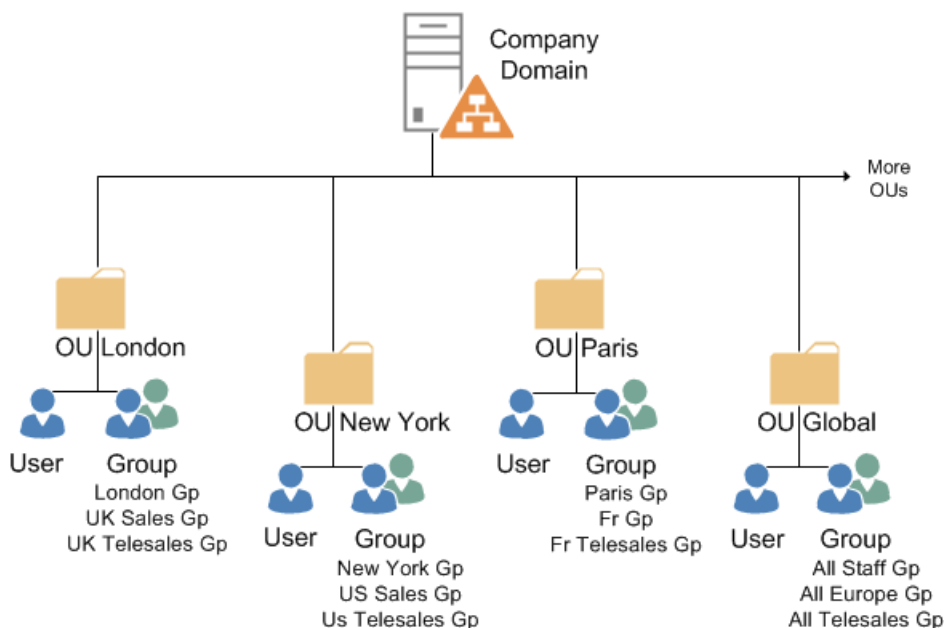 Company
Domain
More
OUs
OU London
User
Group
London Gp
UK Sales Gp
UK Telesales Gp
OU New York
User
Group
New York Gp
US Sales Gp
Us Telesales Gp
OU Paris
User
Group
Paris Gp
Fr Gp
Fr Telesales Gp
OU Global
User
Group
All Staff Gp
All Europe Gp
All Telesales Gp